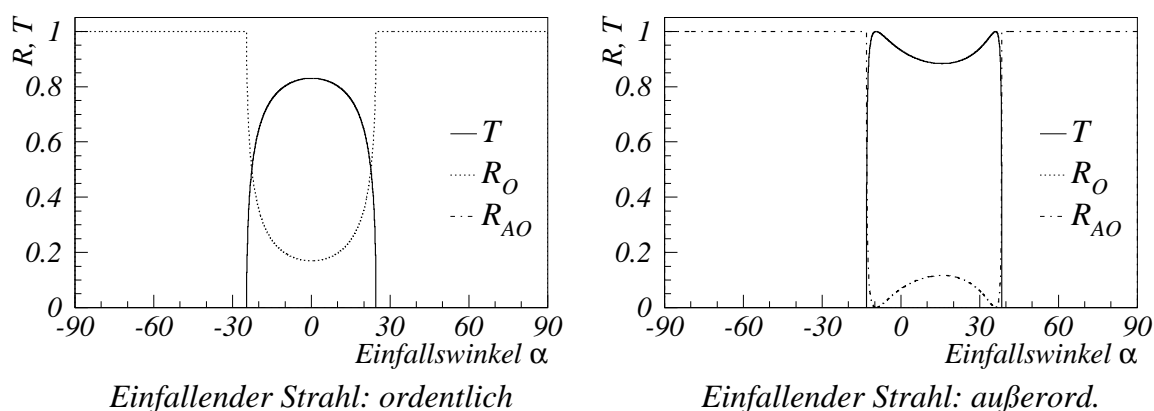 R, T
1
0.8
0.6
0.4
0.2
0
-90 -60 -30 0 30 60 90
Einfallswinkel α
T
R_O
R_AO
Einfallender Strahl: ordentlich
R, T
1
0.8
0.6
0.4
0.2
0
-90 -60 -30 0 30 60 90
Einfallswinkel α
T
R_O
R_AO
Einfallender Strahl: außerord.